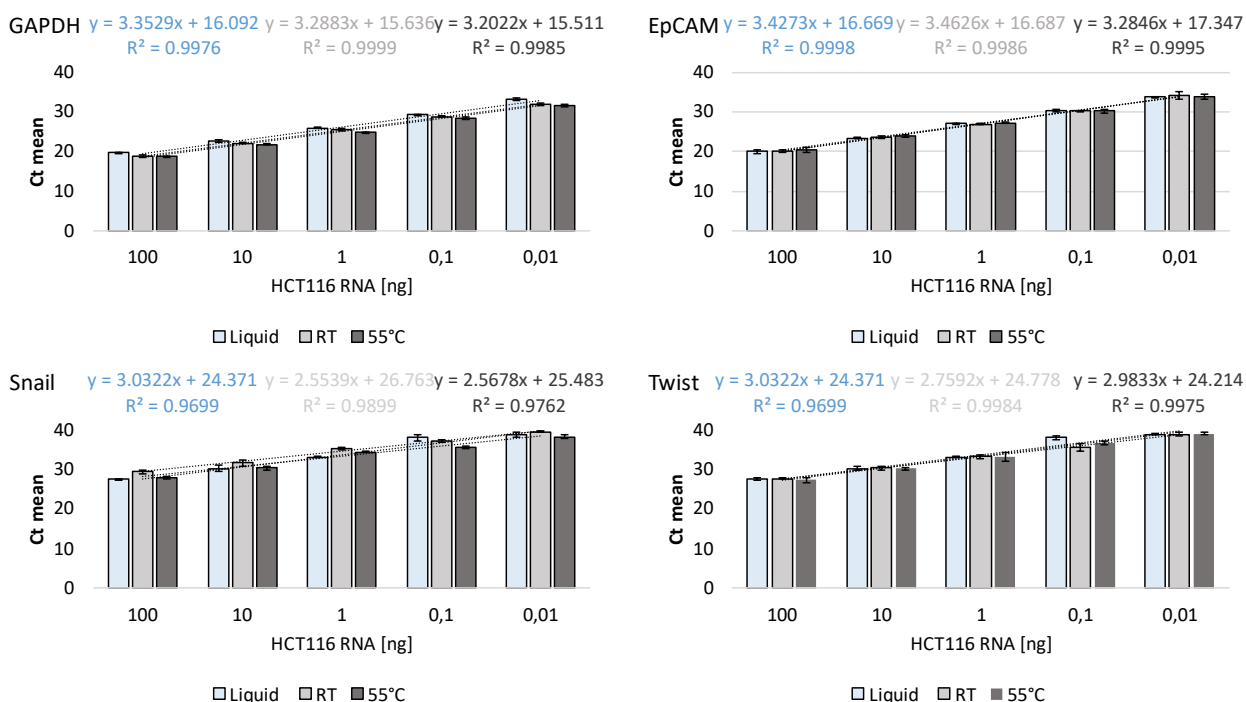 GAPDH y = 3.3529x + 16.092 y = 3.2883x + 15.636 y = 3.2022x + 15.511
R² = 0.9976 R² = 0.9999 R² = 0.9985
Ct mean
40
30
20
10
0
100 10 1 0,1 0,01
HCT116 RNA [ng]
Liquid RT 55°C
EpCAM y = 3.4273x + 16.669 y = 3.4626x + 16.687 y = 3.2846x + 17.347
R² = 0.9998 R² = 0.9986 R² = 0.9995
Ct mean
40
30
20
10
0
100 10 1 0,1 0,01
HCT116 RNA [ng]
Liquid RT 55°C
Snail y = 3.0322x + 24.371 y = 2.5539x + 26.763 y = 2.5678x + 25.483
R² = 0.9699 R² = 0.9899 R² = 0.9762
Ct mean
40
30
20
10
0
100 10 1 0,1 0,01
HCT116 RNA [ng]
Liquid RT 55°C
Twist y = 3.0322x + 24.371 y = 2.7592x + 24.778 y = 2.9833x + 24.214
R² = 0.9699 R² = 0.9984 R² = 0.9975
Ct mean
40
30
20
10
0
100 10 1 0,1 0,01
HCT116 RNA [ng]
Liquid RT 55°C